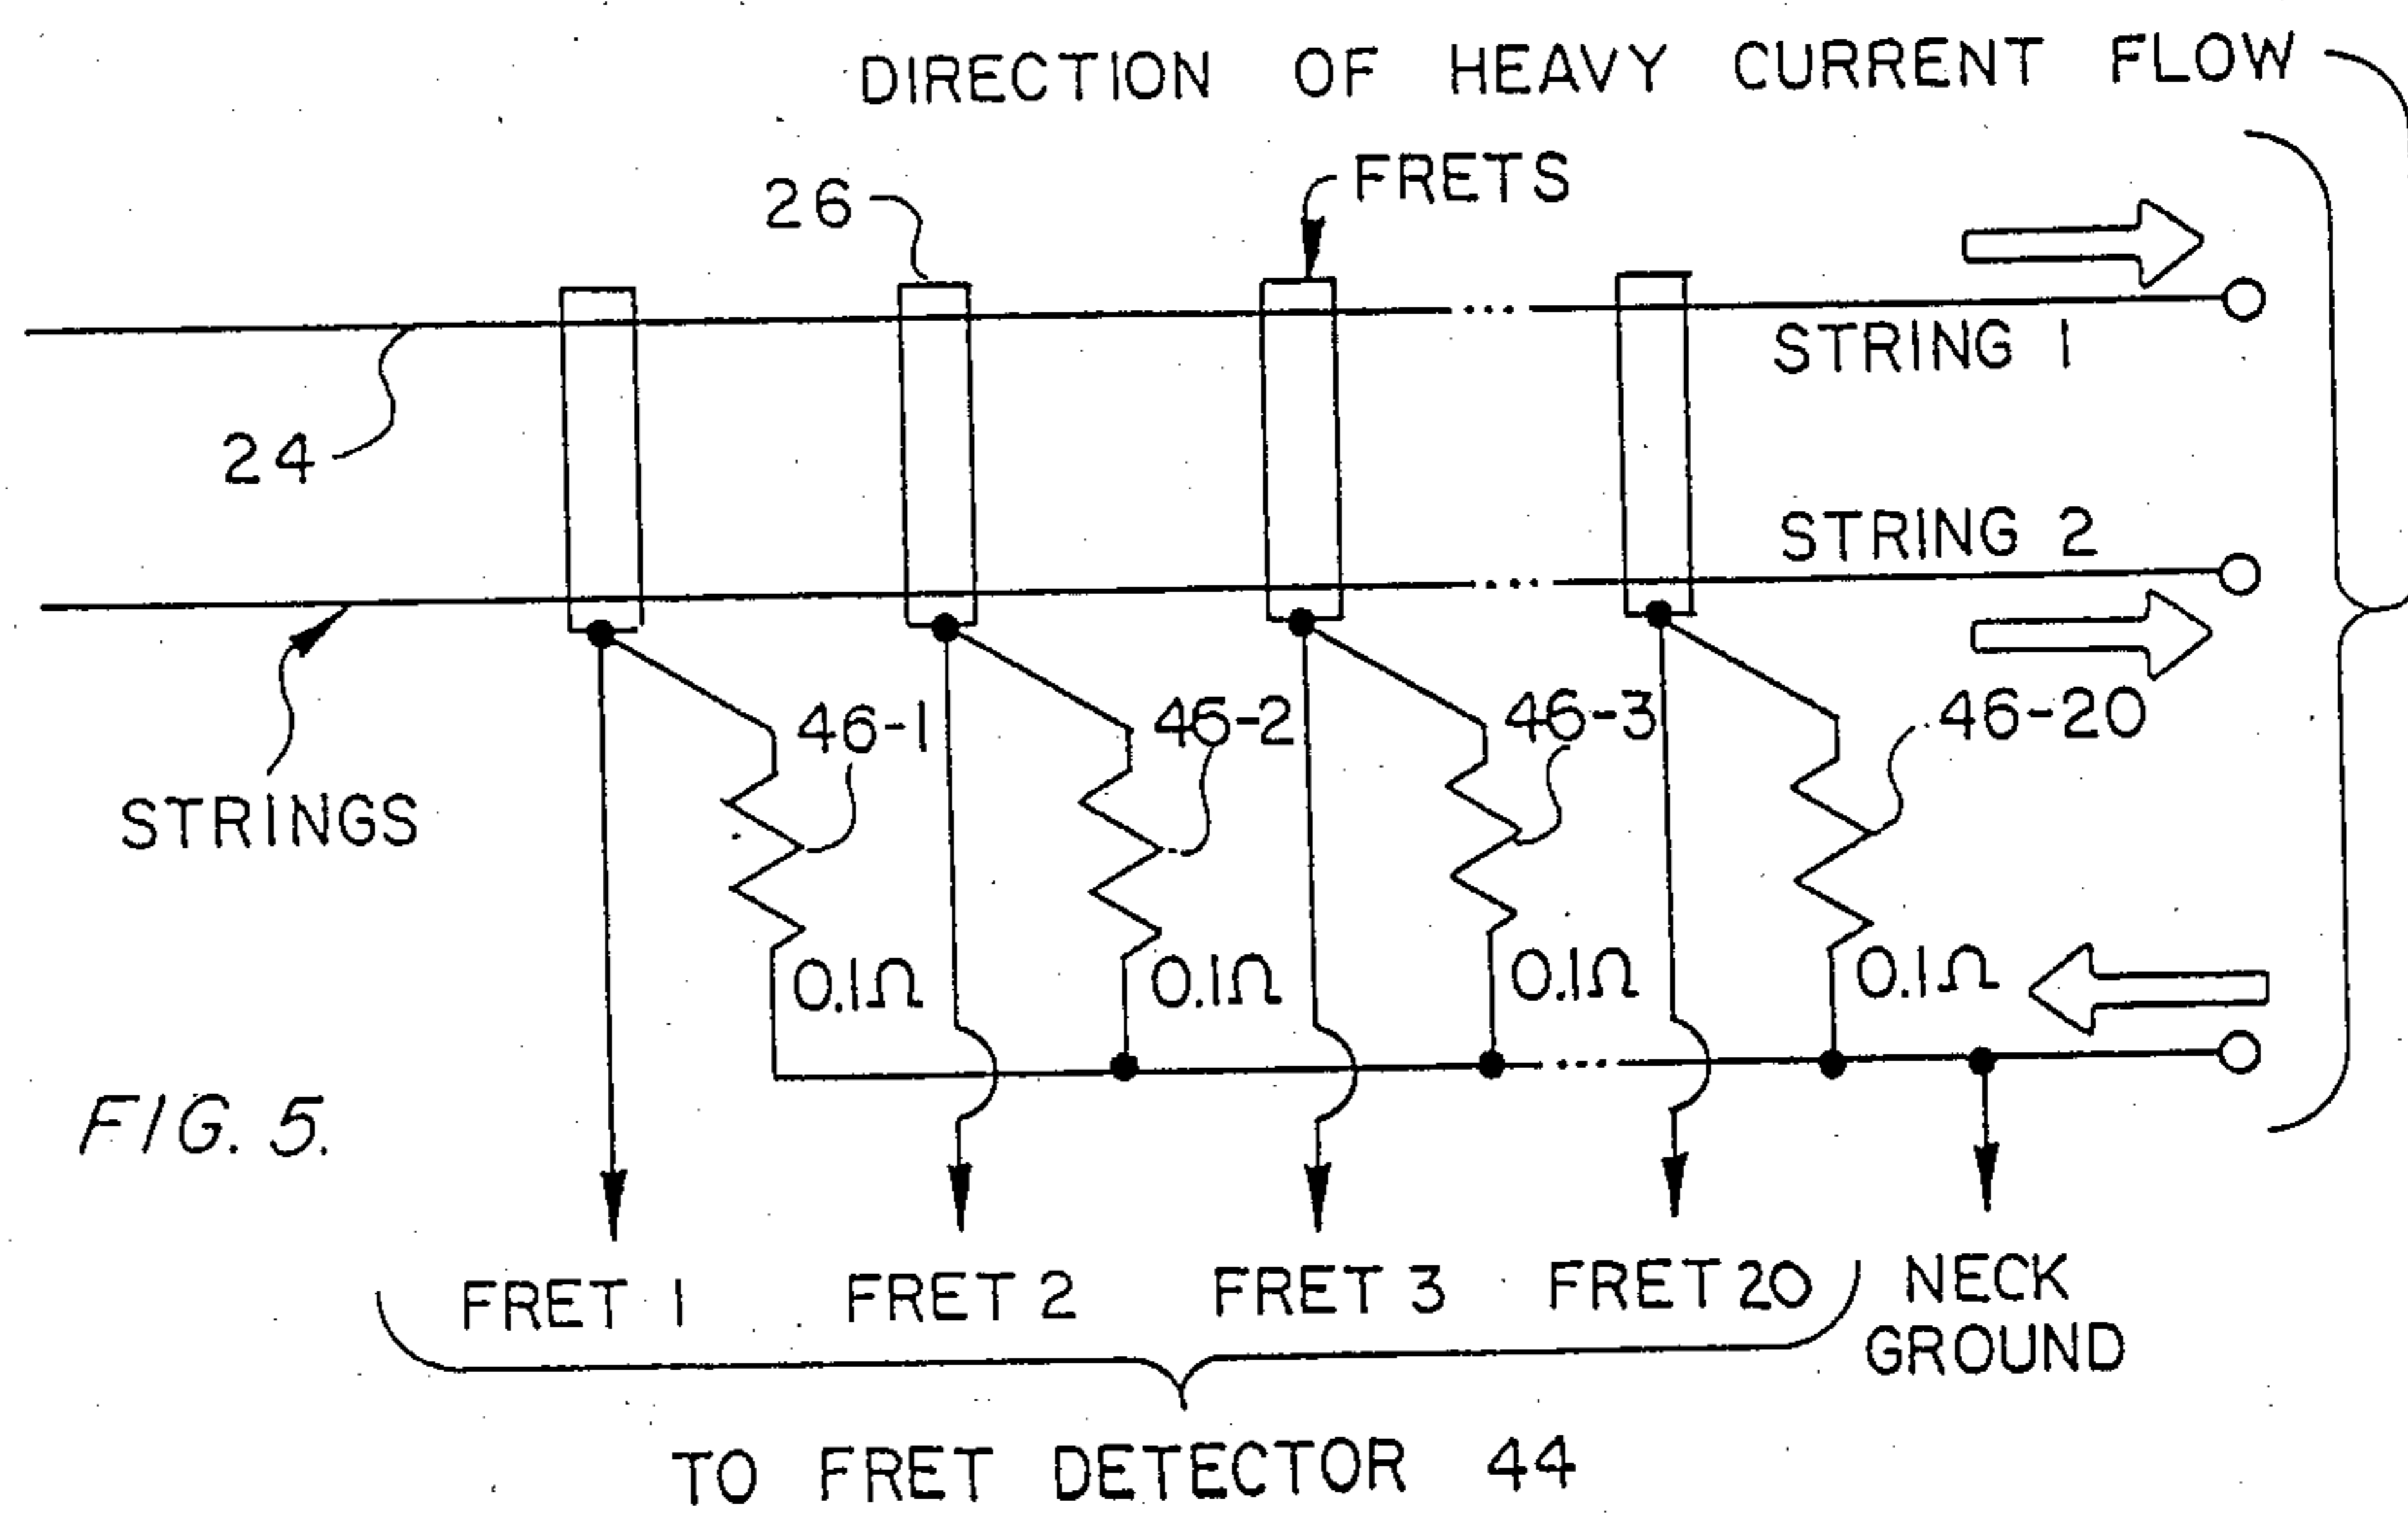 DIRECTION OF HEAVY CURRENT FLOW
FRETS
26
STRING 1
24
STRING 2
46-1
46-2
46-3
46-20
STRINGS
0.1Ω
0.1Ω
0.1Ω
0.1Ω
FIG. 5.
FRET 1
FRET 2
FRET 3
FRET 20
NECK
GROUND
TO FRET DETECTOR 44